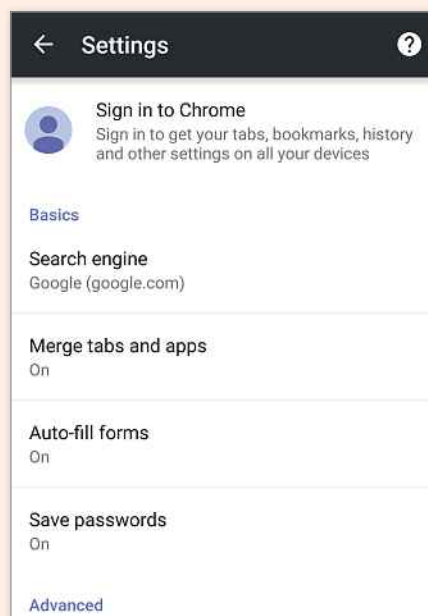 Settings
Sign in to Chrome
Sign in to get your tabs, bookmarks, history
and other settings on all your devices
Basics
Search engine
Google (google.com)
Merge tabs and apps
On
Auto-fill forms
On
Save passwords
On
Advanced